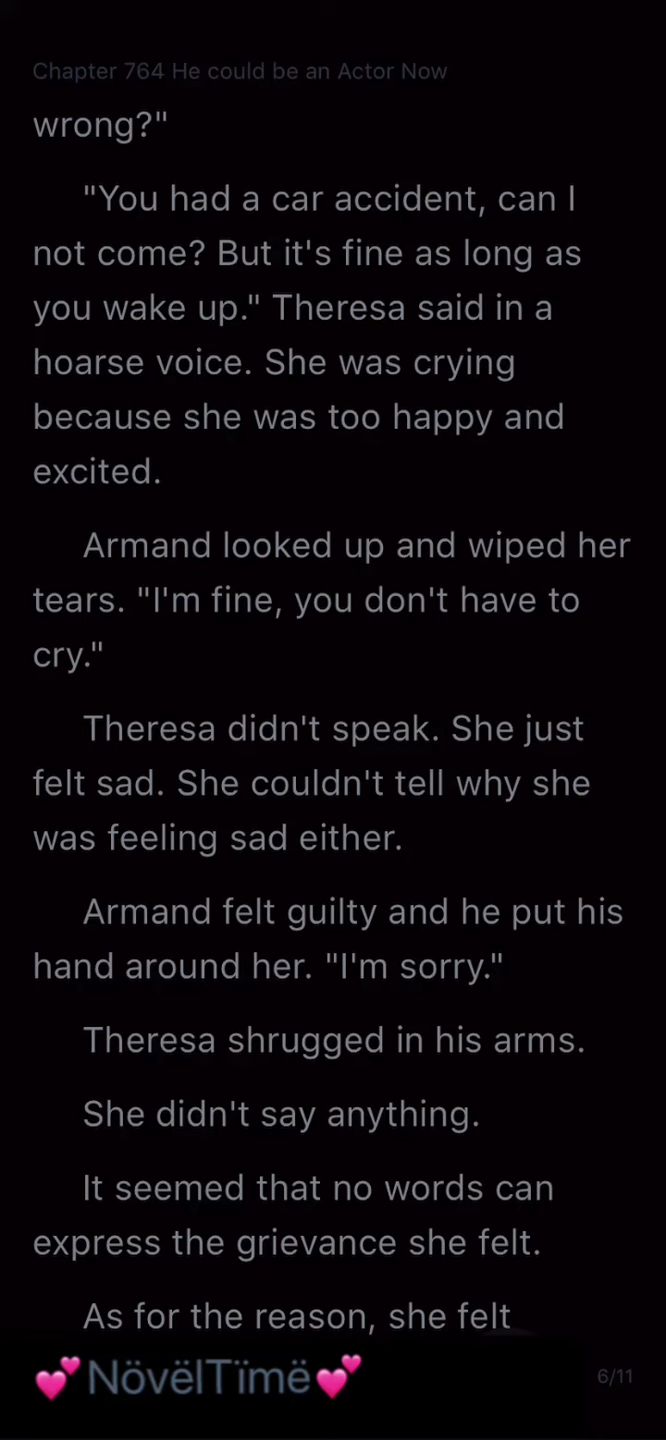 Chapter 764 He could be an Actor Now
wrong?"
"You had a car accident, can I
not come? But it's fine as long as
you wake up." Theresa said in a
hoarse voice. She was crying
because she was too happy and
excited.
Armand looked up and wiped her
tears. "I'm fine, you don't have to
cry."
Theresa didn't speak. She just
felt sad. She couldn't tell why she
was feeling sad either.
Armand felt guilty and he put his
hand around her. "I'm sorry."
Theresa shrugged in his arms.
She didn't say anything.
It seemed that no words can
express the grievance she felt.
As for the reason, she felt
💕NövëlTïmë💕
6/11